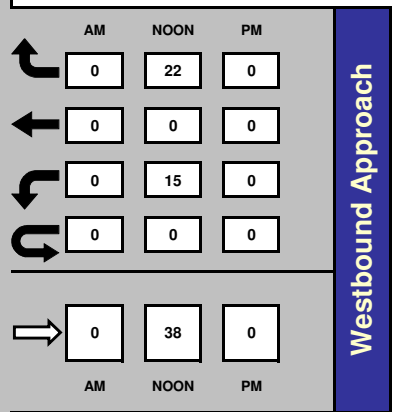 AM NOON PM
0 22 0
0 0 0
0 15 0
0 0 0
0 38 0
AM NOON PM
Westbound Approach